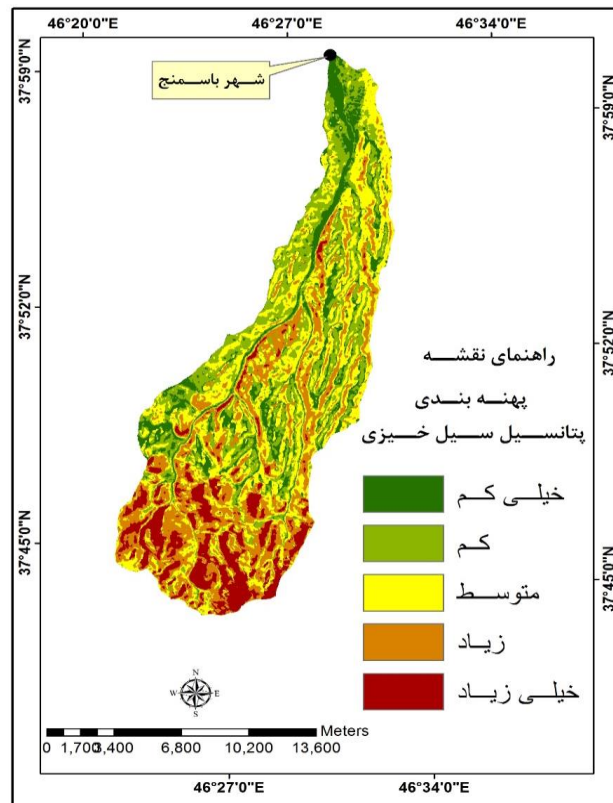 46°20'0"E 46°27'0"E 46°34'0"E
37°59'0"N
37°59'0"N
شهر باسمنج
37°52'0"N
37°52'0"N
راهنمای نقشه
پهنه بندی
پتانسیل سیل خیزی
خیلی کم
کم
متوسط
زیاد
خیلی زیاد
37°45'0"N
37°45'0"N
N
W E
S
Meters
0 1,700 3,400 6,800 10,200 13,600
46°27'0"E 46°34'0"E